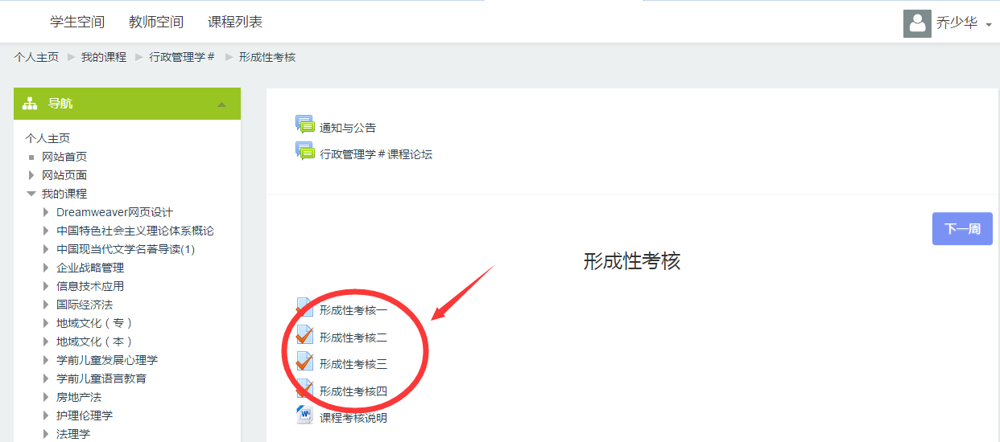 学生空间 教师空间 课程列表 乔少华
个人主页 我的课程 行政管理学# 形成性考核
导航
个人主页
网站首页
网站页面
我的课程
Dreamweaver网页设计
中国特色社会主义理论体系概论
中国现当代文学名著导读(1)
企业战略管理
信息技术应用
国际经济法
地域文化（专）
地域文化（本）
学前儿童发展心理学
学前儿童语言教育
房地产法
护理伦理学
法理学
通知与公告
行政管理学#课程论坛
下一周
形成性考核
形成性考核一
形成性考核二
形成性考核三
形成性考核四
课程考核说明